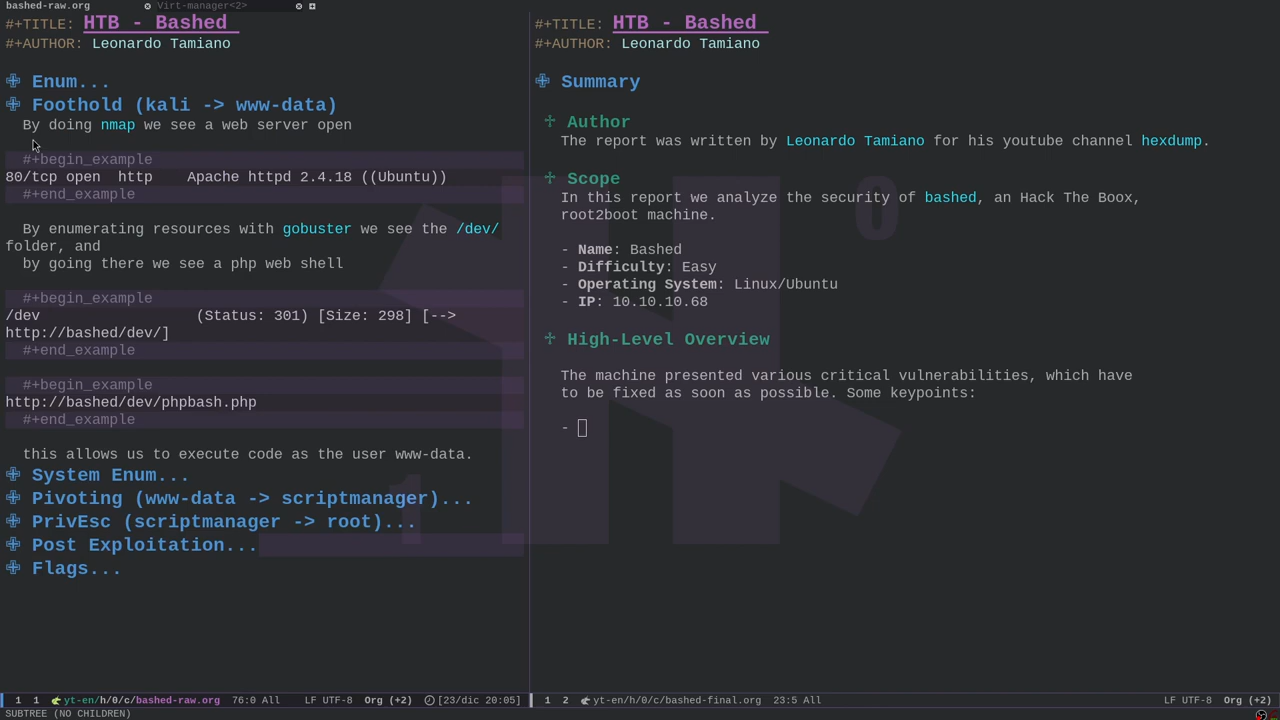 bashed-raw.org
Virt-manager<2>
#+TITLE: HTB - Bashed
#+AUTHOR: Leonardo Tamiano
Enum...
Foothold (kali -> www-data)
By doing nmap we see a web server open
#+begin_example
80/tcp open  http    Apache httpd 2.4.18 ((Ubuntu))
#+end_example
By enumerating resources with gobuster we see the /dev/
folder, and
by going there we see a php web shell
#+begin_example
/dev                  (Status: 301) [Size: 298] [-->
http://bashed/dev/]
#+end_example
#+begin_example
http://bashed/dev/phpbash.php
#+end_example
this allows us to execute code as the user www-data.
System Enum...
Pivoting (www-data -> scriptmanager)...
PrivEsc (scriptmanager -> root)...
Post Exploitation...
Flags...
1 1 yt-en/h/0/c/bashed-raw.org 76:0 All LF UTF-8 Org (+2) [23/dic 20:05]
SUBTREE (NO CHILDREN)
#+TITLE: HTB - Bashed
#+AUTHOR: Leonardo Tamiano
Summary
Author
The report was written by Leonardo Tamiano for his youtube channel hexdump.
Scope
In this report we analyze the security of bashed, an Hack The Boox,
root2boot machine.
- Name: Bashed
- Difficulty: Easy
- Operating System: Linux/Ubuntu
- IP: 10.10.10.68
High-Level Overview
The machine presented various critical vulnerabilities, which have
to be fixed as soon as possible. Some keypoints:
-
1 2 yt-en/h/0/c/bashed-final.org 23:5 All LF UTF-8 Org (+2)
0
1